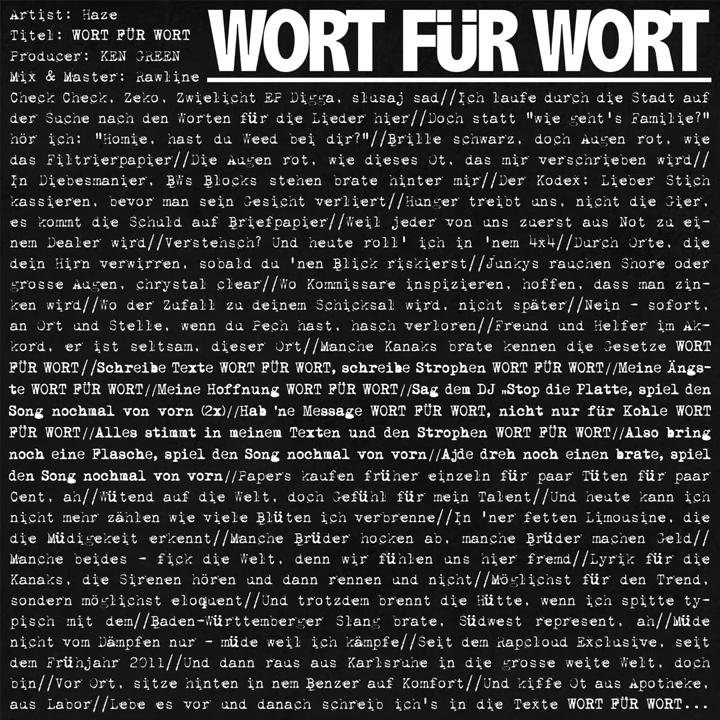 Artist: Haze
Titel: WORT FÜR WORT
Producer: KEN GREEN
Mix & Master: Rawline
WORT FÜR WORT
Check Check, Zeko, Zwielicht EP Digga, slusaj sad//Ich laufe durch die Stadt auf
der Suche nach den Worten für die Lieder hier//Doch statt "wie geht's Familie?"
hör ich: "Homie, hast du Weed bei dir?"//Brille schwarz, doch Augen rot, wie
das Filtrierpapier//Die Augen rot, wie dieses Ot, das mir verschrieben wird//
In Diebesmanier, BWs Blocks stehen brate hinter mir//Der Kodex: Lieber Stich
kassieren, bevor man sein Gesicht verliert//Hunger treibt uns, nicht die Gier,
es kommt die Schuld auf Briefpapier//Weil jeder von uns zuerst aus Not zu ei-
nem Dealer wird//Verstehsch? Und heute roll' ich in 'nem 4x4//Durch Orte, die
dein Hirn verwirren, sobald du 'nen Blick riskierst//Junkys rauchen Shore oder
grosse Augen, chrystal clear//Wo Kommissare inspizieren, hoffen, dass man zin-
ken wird//Wo der Zufall zu deinem Schicksal wird, nicht später//Nein - sofort,
an Ort und Stelle, wenn du Pech hast, hasch verloren//Freund und Helfer im Ak-
kord, er ist seltsam, dieser Ort//Manche Kanaks brate kennen die Gesetze WORT
FÜR WORT//Schreibe Texte WORT FÜR WORT, schreibe Strophen WORT FÜR WORT//Meine Ängs-
te WORT FÜR WORT//Meine Hoffnung WORT FÜR WORT//Sag dem DJ „Stop die Platte, spiel den
Song nochmal von vorn (2x)//Hab 'ne Message WORT FÜR WORT, nicht nur für Kohle WORT
FÜR WORT//Alles stimmt in meinem Texten und den Strophen WORT FÜR WORT//Also bring
noch eine Flasche, spiel den Song nochmal von vorn//Ajde dreh noch einen brate, spiel
den Song nochmal von vorn//Papers kaufen früher einzeln für paar Tüten für paar
Cent, ah//Wütend auf die Welt, doch Gefühl für mein Talent//Und heute kann ich
nicht mehr zählen wie viele Blüten ich verbrenne//In 'ner fetten Limousine, die
die Müdigekeit erkennt//Manche Brüder hocken ab, manche Brüder machen Geld//
Manche beides - fick die Welt, denn wir fühlen uns hier fremd//Lyrik für die
Kanaks, die Sirenen hören und dann rennen und nicht//Möglichst für den Trend,
sondern möglichst eloquent//Und trotzdem brennt die Hütte, wenn ich spitte ty-
pisch mit dem//Baden-Württemberger Slang brate, Südwest represent, ah//Müde
nicht vom Dämpfen nur - müde weil ich kämpfe//Seit dem Rapcloud Exclusive, seit
dem Frühjahr 2011//Und dann raus aus Karlsruhe in die grosse weite Welt, doch
bin//Vor Ort, sitze hinten in nem Benzer auf Komfort//Und kiffe Ot aus Apotheke,
aus Labor//Lebe es vor und danach schreib ich's in die Texte WORT FÜR WORT...